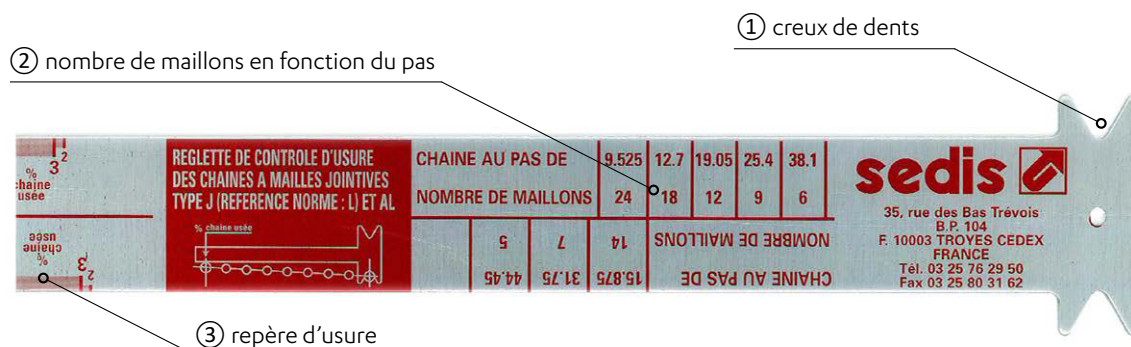 ① creux de dents
② nombre de maillons en fonction du pas
3 2
%
chaine
usée
REGLETTE DE CONTROLE D'USURE
DES CHAINES A MAILLES JOINTIVES
TYPE J (REFERENCE NORME : L) ET AL
% chaine usée
CHAINE AU PAS DE 9.525 12.7 19.05 25.4 38.1
NOMBRE DE MAILLONS 24 18 12 9 6
sedis
35, rue des Bas Trévois
B.P. 104
F. 10003 TROYES CEDEX
FRANCE
Tél. 03 25 76 29 50
Fax 03 25 80 31 62
CHAINE AU PAS DE 15.875 31.75 44.45
NOMBRE DE MAILLONS 14 7 5
3 2
%
chaine
usée
③ repère d'usure